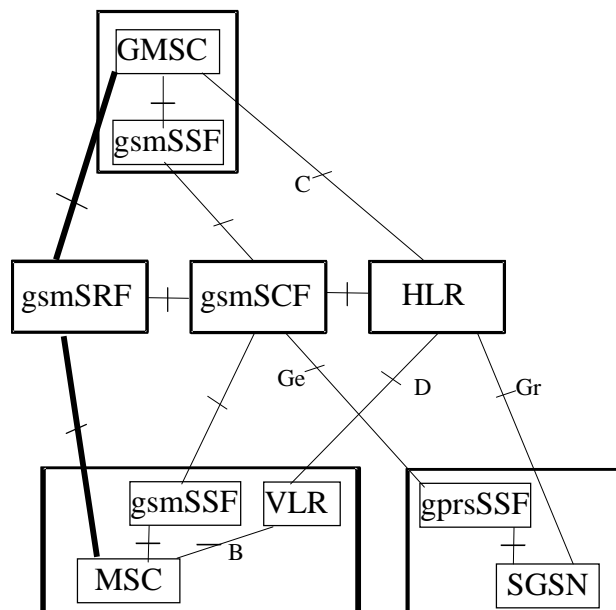 GMSC
gsmSSF
C
gsmSRF
gsmSCF
HLR
Ge
D
Gr
gsmSSF
VLR
gprsSSF
B
MSC
SGSN